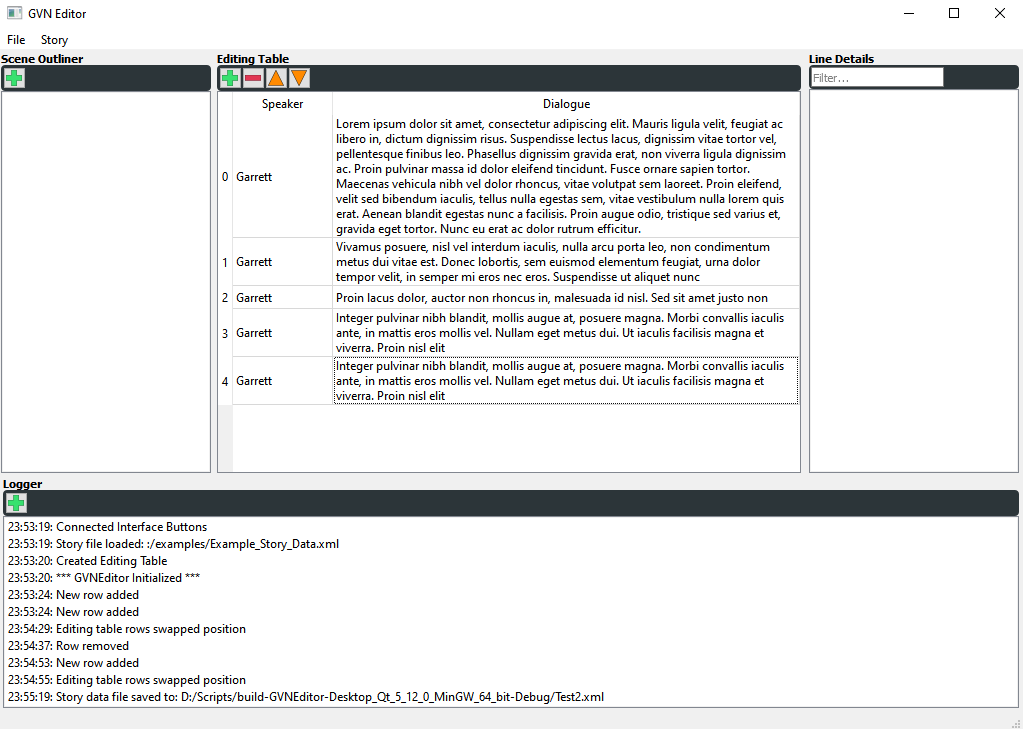 GVN Editor
File Story
Scene Outliner
Editing Table
Speaker Dialogue
0 Garrett
Lorem ipsum dolor sit amet, consectetur adipiscing elit. Mauris ligula velit, feugiat ac
libero in, dictum dignissim risus. Suspendisse lectus lacus, dignissim vitae tortor vel,
pellentesque finibus leo. Phasellus dignissim gravida erat, non viverra ligula dignissim
ac. Proin pulvinar massa id dolor eleifend tincidunt. Fusce ornare sapien tortor.
Maecenas vehicula nibh vel dolor rhoncus, vitae volutpat sem laoreet. Proin eleifend,
velit sed bibendum iaculis, tellus nulla egestas sem, vitae vestibulum nulla lorem quis
erat. Aenean blandit egestas nunc a facilisis. Proin augue odio, tristique sed varius et,
gravida eget tortor. Nunc eu erat ac dolor rutrum efficitur.
1 Garrett
Vivamus posuere, nisl vel interdum iaculis, nulla arcu porta leo, non condimentum
metus dui vitae est. Donec lobortis, sem euismod elementum feugiat, urna dolor
tempor velit, in semper mi eros nec eros. Suspendisse ut aliquet nunc
2 Garrett
Proin lacus dolor, auctor non rhoncus in, malesuada id nisl. Sed sit amet justo non
3 Garrett
Integer pulvinar nibh blandit, mollis augue at, posuere magna. Morbi convallis iaculis
ante, in mattis eros mollis vel. Nullam eget metus dui. Ut iaculis facilisis magna et
viverra. Proin nisl elit
4 Garrett
Integer pulvinar nibh blandit, mollis augue at, posuere magna. Morbi convallis iaculis
ante, in mattis eros mollis vel. Nullam eget metus dui. Ut iaculis facilisis magna et
viverra. Proin nisl elit
Line Details
Filter...
Logger
23:53:19: Connected Interface Buttons
23:53:19: Story file loaded: :/examples/Example_Story_Data.xml
23:53:20: Created Editing Table
23:53:20: *** GVNEditor Initialized ***
23:53:24: New row added
23:53:24: New row added
23:54:29: Editing table rows swapped position
23:54:37: Row removed
23:54:53: New row added
23:54:55: Editing table rows swapped position
23:55:19: Story data file saved to: D:/Scripts/build-GVNEditor-Desktop_Qt_5_12_0_MinGW_64_bit-Debug/Test2.xml